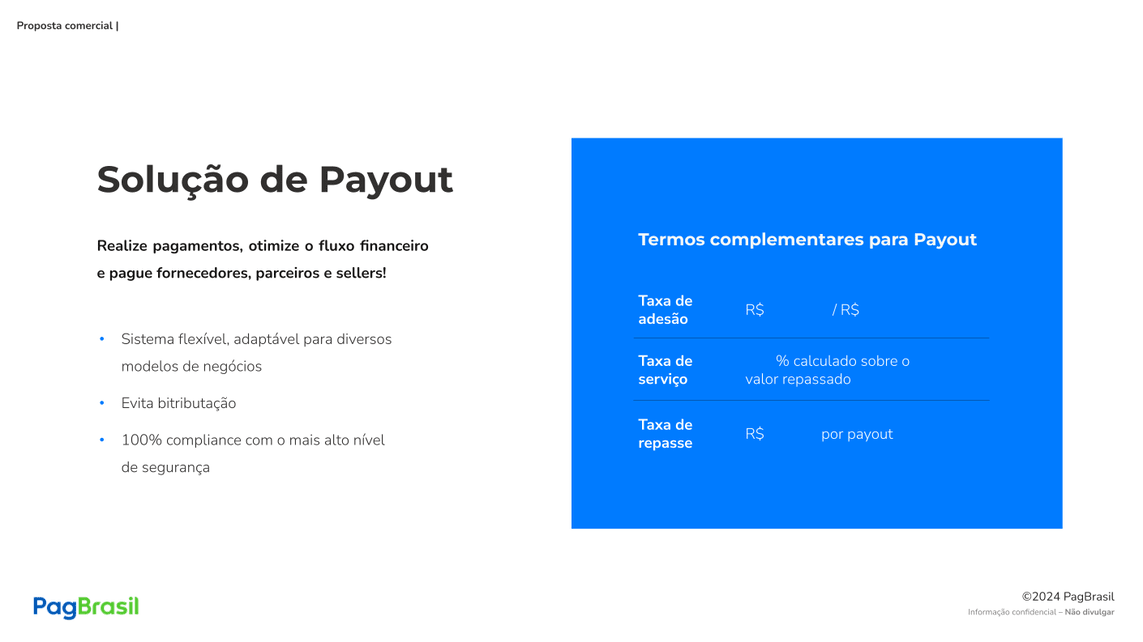 Proposta comercial |
Solução de Payout
Realize pagamentos, otimize o fluxo financeiro
e pague fornecedores, parceiros e sellers!
• Sistema flexível, adaptável para diversos
modelos de negócios
• Evita bitributação
• 100% compliance com o mais alto nível
de segurança
Termos complementares para Payout
Taxa de
adesão
R$ / R$
Taxa de
serviço
% calculado sobre o
valor repassado
Taxa de
repasse
R$ por payout
PagBrasil
©2024 PagBrasil
Informação confidencial – Não divulgar